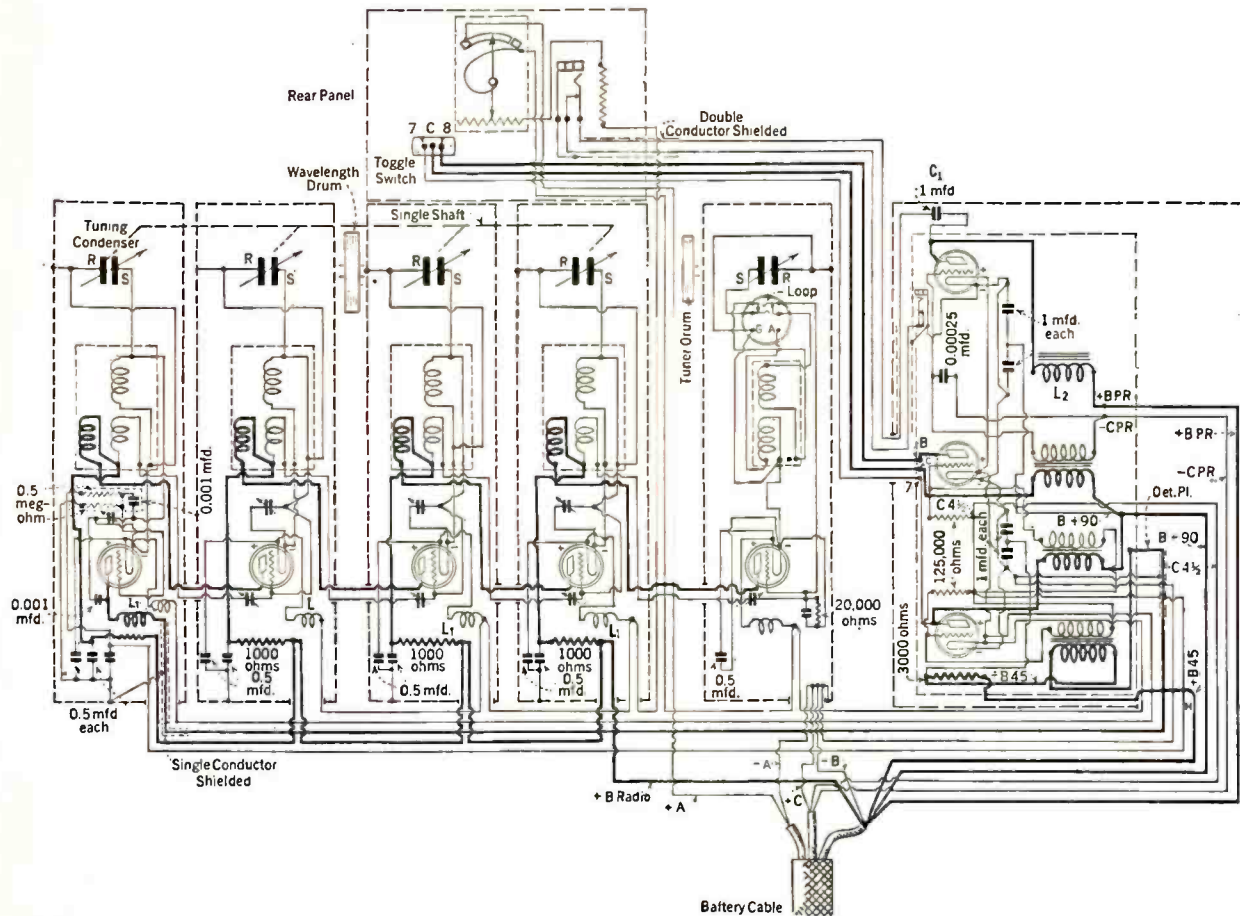 Rear Panel
7 C 8
Toggle
Switch
Double
Conductor Shielded
Wavelength
Drum
Single Shaft
Tuning
Condenser
R
S
R
S
R
S
R
S
S
R
Loop
G A
Tuner Drum
C1
1 mfd
1 mfd.
each
0.00025
mfd.
L2
+BPR
-CPR
+BPR
-CPR
B
C
7
Det.Pl.
C4½
B+90
B+90
C4½
125,000
ohms
1 mfd. each
3000 ohms
+B45
+B45
0.5
meg-
ohm
0.001 mfd.
0.001
mfd.
L1
L
L1
L1
20,000
ohms
1000
ohms
0.5
mfd.
1000
ohms
0.5 mfd.
1000
ohms
0.5
mfd.
0.5
mfd.
A
A
0.5 mfd
each
Single Conductor
Shielded
-A
-B
+B Radio
+A
+C
Battery Cable